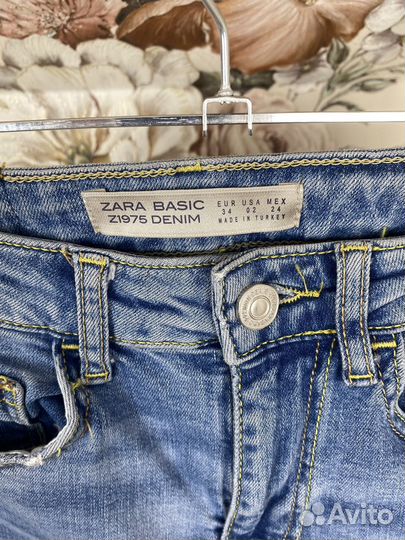 ZARA BASIC
Z1975 DENIM
EUR USA MEX
34 02 24
MADE IN TURKEY
Avito